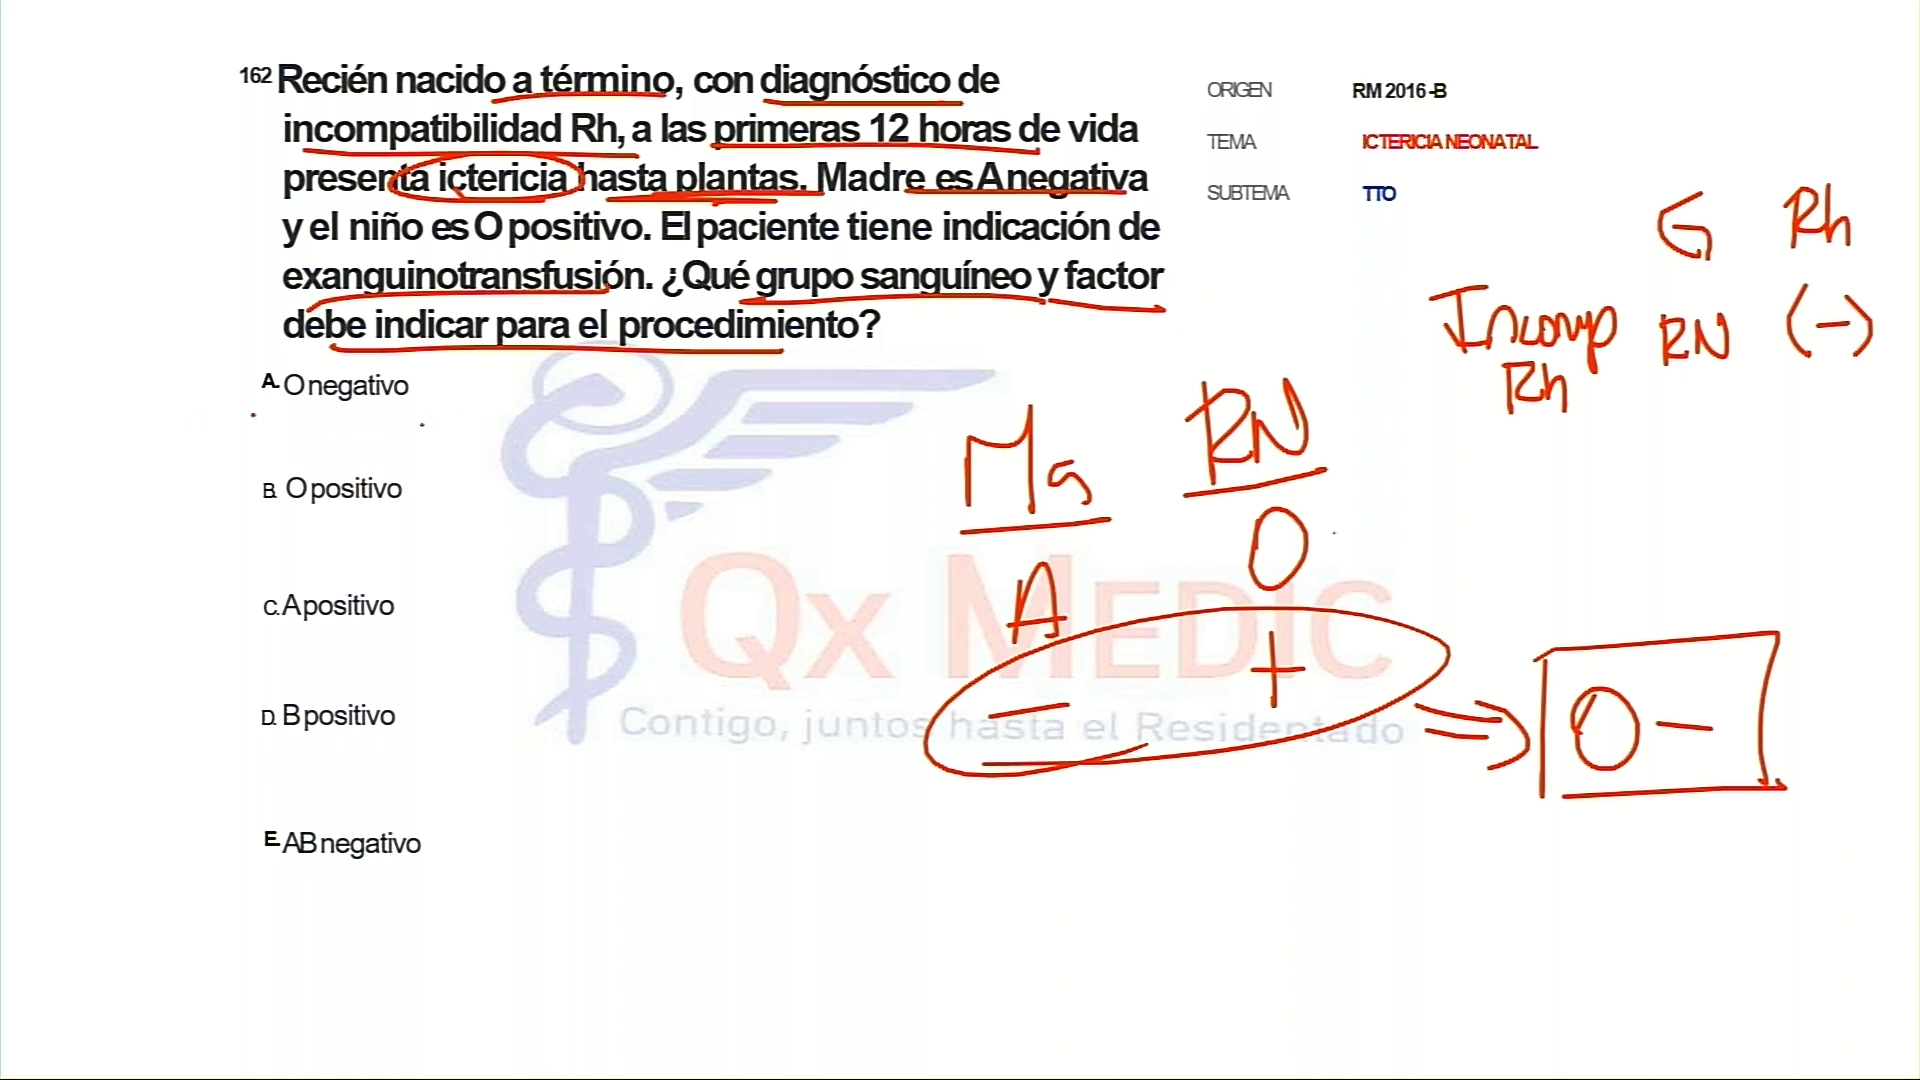 162 Recién nacido a término, con diagnóstico de
incompatibilidad Rh, a las primeras 12 horas de vida
presenta ictericia hasta plantas. Madre es A negativa
y el niño es O positivo. El paciente tiene indicación de
exanguinotransfusión. ¿Qué grupo sanguíneo y factor
debe indicar para el procedimiento?
A. O negativo
B. O positivo
C. A positivo
D. B positivo
E. AB negativo
ORIGEN RM 2016-B
TEMA ICTERICIA NEONATAL
SUBTEMA TTO
G Rh
Incomp RN (-)
Rh
Ma RN
A O
- +
O -
QX MEDIC
Contigo, juntos hasta el Residentado